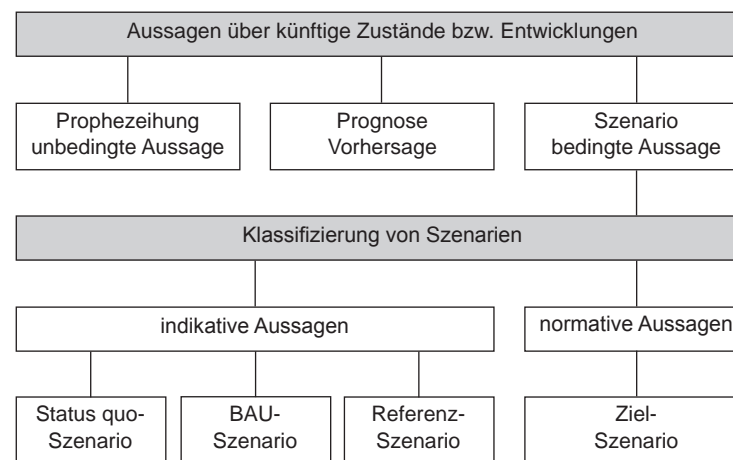 Aussagen über künftige Zustände bzw. Entwicklungen
Prophezeihung
unbedingte Aussage
Prognose
Vorhersage
Szenario
bedingte Aussage
Klassifizierung von Szenarien
indikative Aussagen
normative Aussagen
Status quo-
Szenario
BAU-
Szenario
Referenz-
Szenario
Ziel-
Szenario